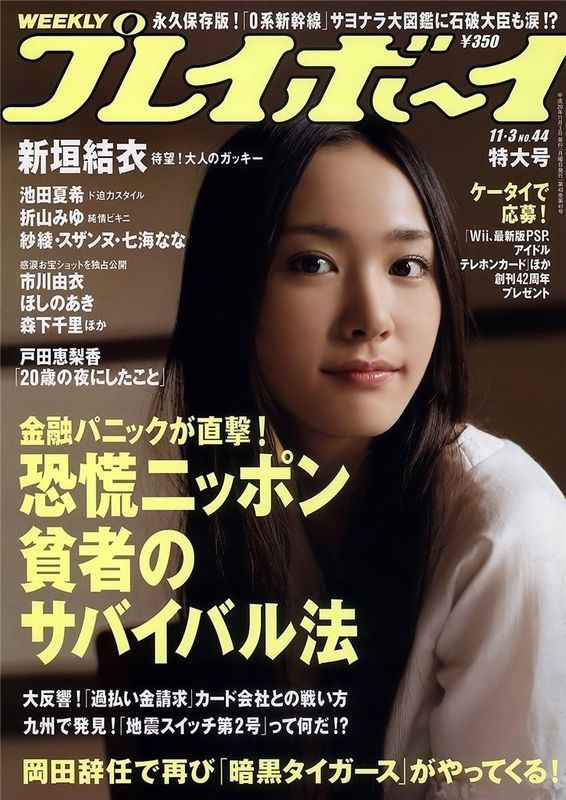 WEEKLY 永久保存版!「0系新幹線」サヨナラ大図鑑に石破大臣も涙!?
プレイボーイ
¥350
11・3 NO.44
特大号
新垣結衣 待望!大人のガッキー
池田夏希 ド迫力スタイル
折山みゆ 純情ビキニ
紗綾・スザンヌ・七海なな
感涙お宝ショットを独占公開
市川由衣
ほしのあき
森下千里 ほか
戸田恵梨香
「20歳の夜にしたこと」
ケータイで
応募!
「Wii、最新版PSP、
アイドル
テレホンカード」ほか
創刊42周年
プレゼント
金融パニックが直撃!
恐慌ニッポン
貧者の
サバイバル法
大反響!「過払い金請求」カード会社との戦い方
九州で発見!「地震スイッチ第2号」って何だ!?
岡田辞任で再び「暗黒タイガース」がやってくる!